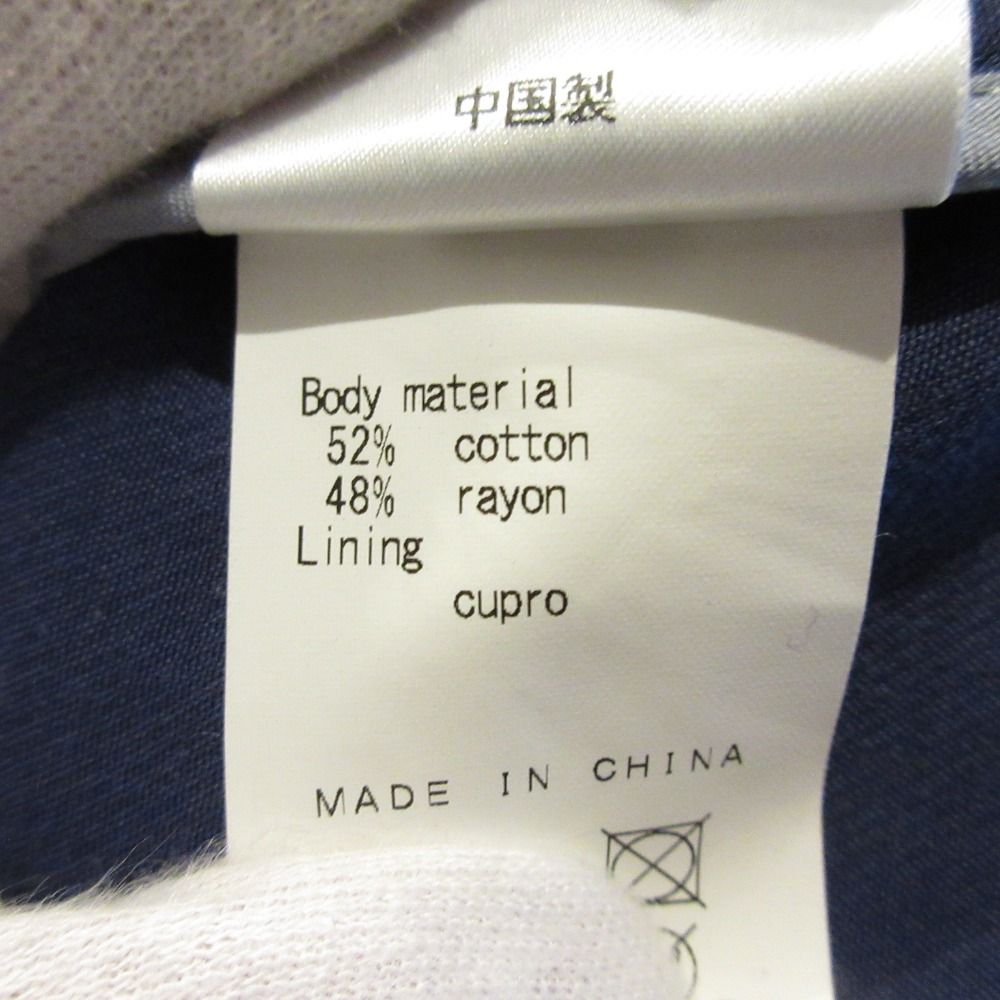 中国製
Body material
52% cotton
48% rayon
Lining
cupro
MADE IN CHINA